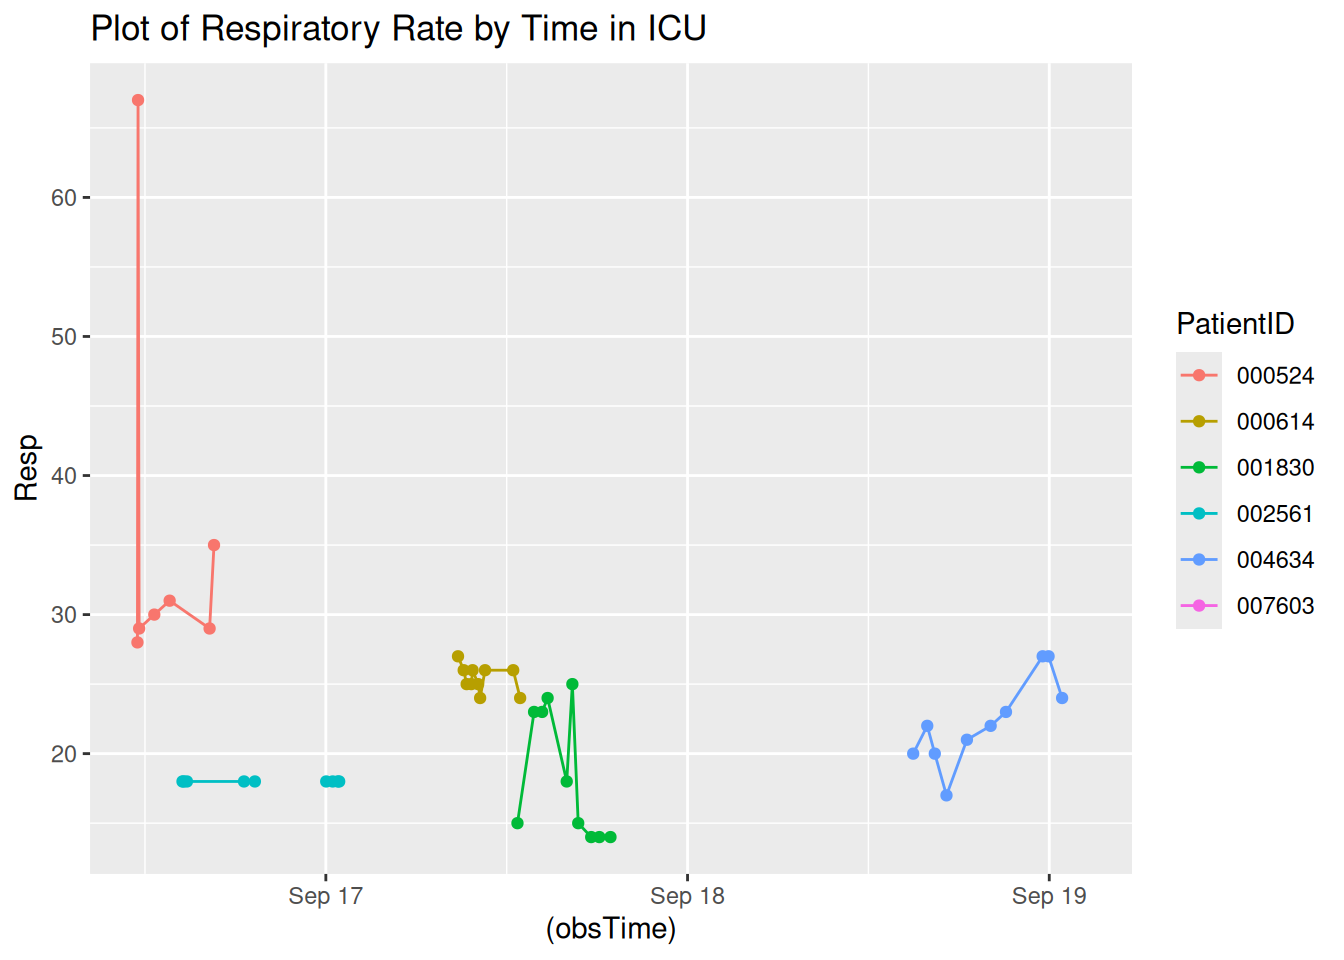 Plot of Respiratory Rate by Time in ICU
60
50
40
30
20
Resp
Sep 17
Sep 18
Sep 19
(obsTime)
PatientID
000524
000614
001830
002561
004634
007603